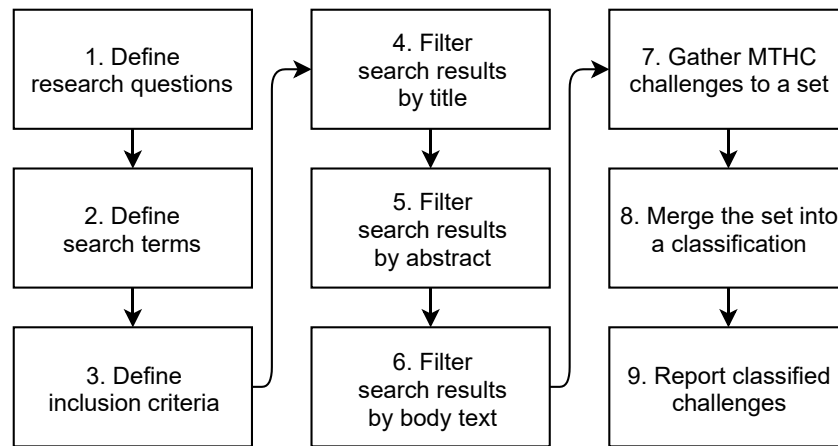 1. Define
research questions
2. Define
search terms
3. Define
inclusion criteria
4. Filter
search results
by title
5. Filter
search results
by abstract
6. Filter
search results
by body text
7. Gather MTHC
challenges to a set
8. Merge the set into
a classification
9. Report classified
challenges